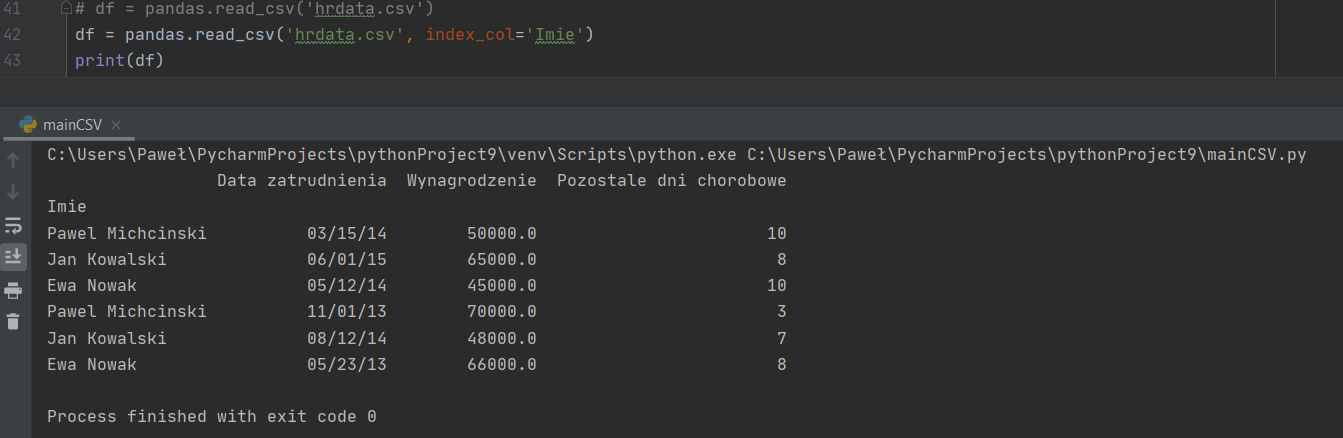 41 # df = pandas.read_csv('hrdata.csv')
42 df = pandas.read_csv('hrdata.csv', index_col='Imie')
43 print(df)
mainCSV
C:\Users\Paweł\PycharmProjects\pythonProject9\venv\Scripts\python.exe C:\Users\Paweł\PycharmProjects\pythonProject9\mainCSV.py
Data zatrudnienia Wynagrodzenie Pozostale dni chorobowe
Imie
Pawel Michcinski 03/15/14 50000.0 10
Jan Kowalski 06/01/15 65000.0 8
Ewa Nowak 05/12/14 45000.0 10
Pawel Michcinski 11/01/13 70000.0 3
Jan Kowalski 08/12/14 48000.0 7
Ewa Nowak 05/23/13 66000.0 8
Process finished with exit code 0